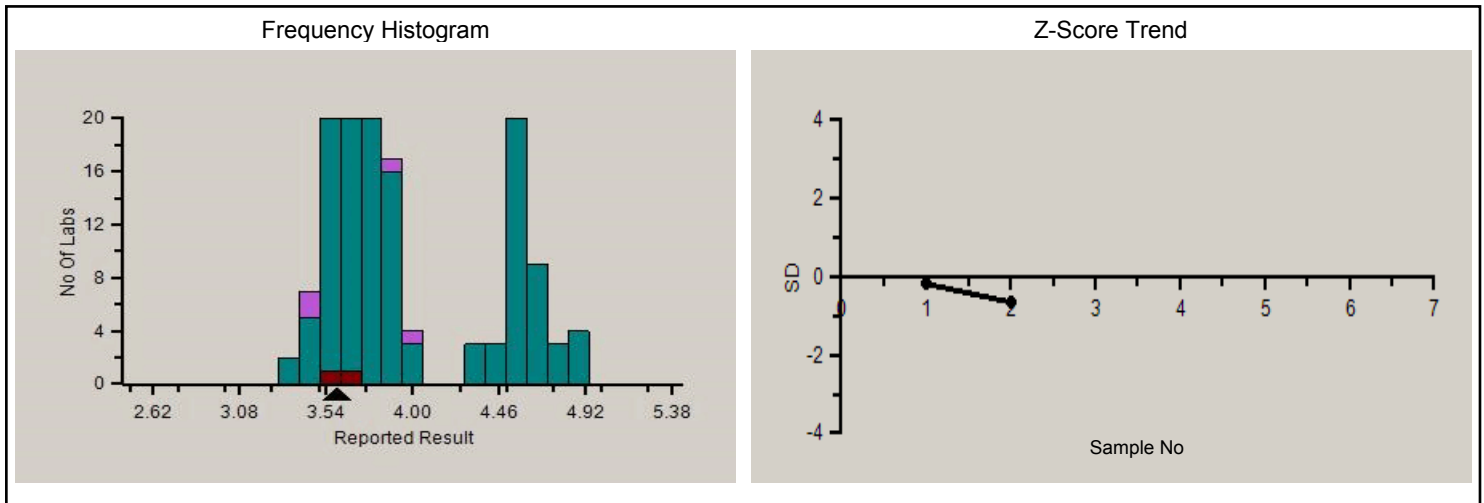 Frequency Histogram
20
16
12
8
4
0
No Of Labs
2.62 3.08 3.54 4.00 4.46 4.92 5.38
Reported Result
Z-Score Trend
4
2
0
-2
-4
SD
0 1 2 3 4 5 6 7
Sample No